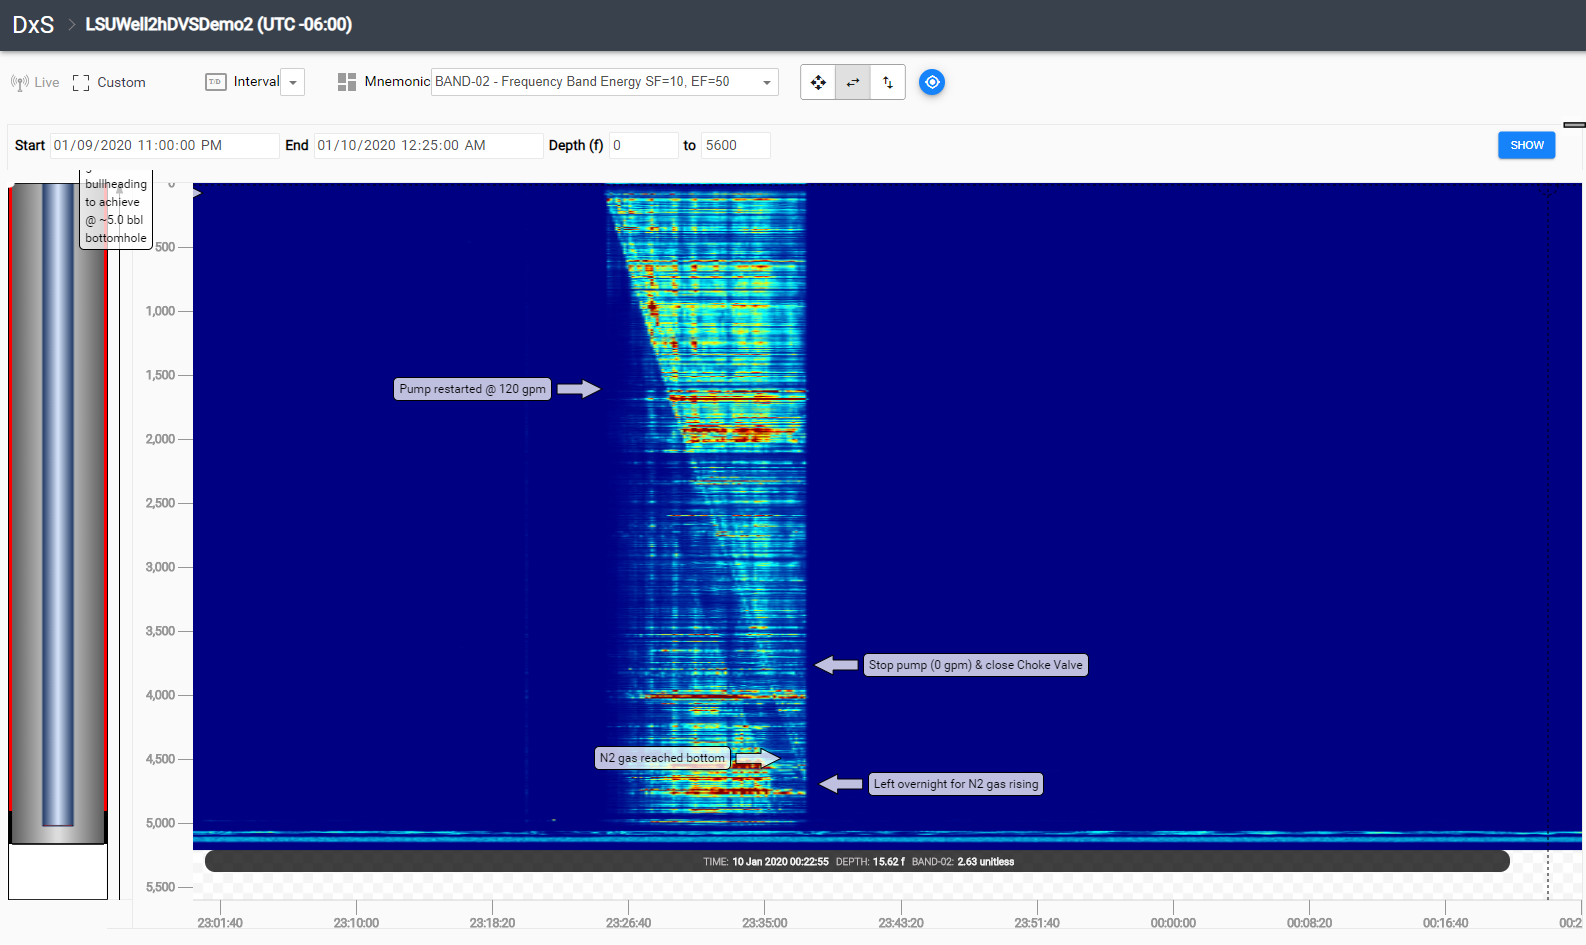 DxS > LSUWell2hDVSDemo2 (UTC -06:00)
Live Custom T/D Interval Mnemonic BAND-02 - Frequency Band Energy SF=10, EF=50
Start 01/09/2020 11:00:00 PM End 01/10/2020 12:25:00 AM Depth (f) 0 to 5600 SHOW
bullheading
to achieve
@ ~5.0 bbl
bottomhole
0
500
1,000
1,500
Pump restarted @ 120 gpm
2,000
2,500
3,000
3,500
Stop pump (0 gpm) & close Choke Valve
4,000
4,500
N2 gas reached bottom
Left overnight for N2 gas rising
5,000
TIME: 10 Jan 2020 00:22:55 DEPTH: 15.62 f BAND-02: 2.63 unitless
5,500
23:01:40 23:10:00 23:18:20 23:26:40 23:35:00 23:43:20 23:51:40 00:00:00 00:08:20 00:16:40 00:2